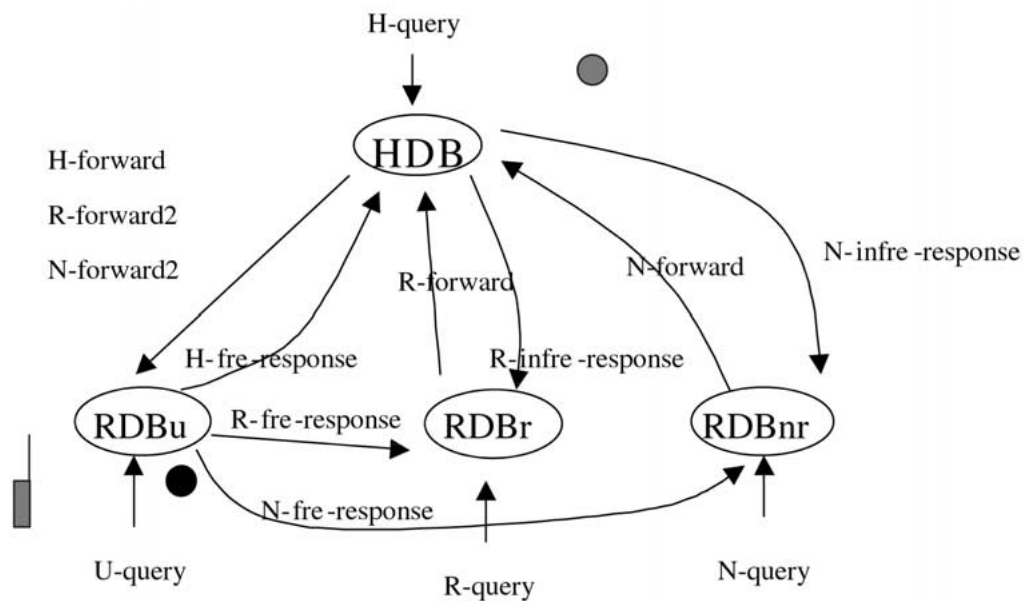 H-query
HDB
H-forward
R-forward2
N-forward2
N-infre-response
R-forward
N-forward
H-fre-response
R-infre-response
RDBu
R-fre-response
RDBr
RDBnr
N-fre-response
U-query
R-query
N-query